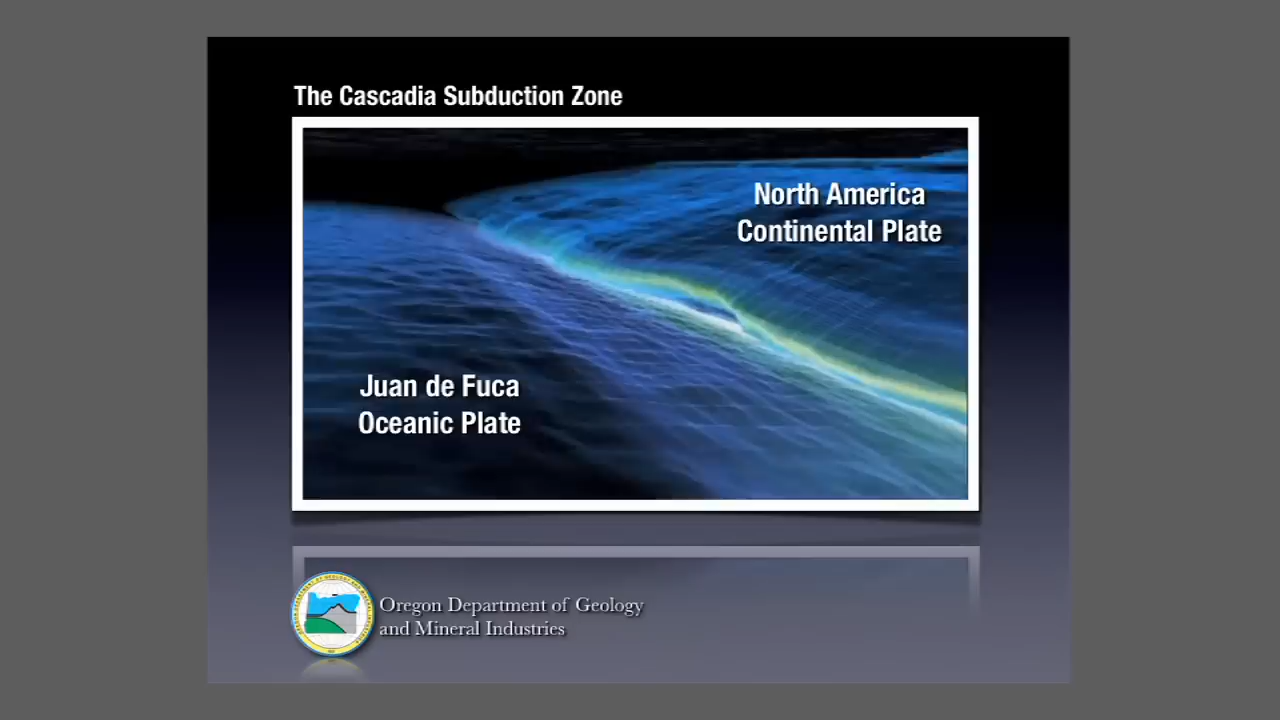 The Cascadia Subduction Zone
North America
Continental Plate
Juan de Fuca
Oceanic Plate
Oregon Department of Geology
and Mineral Industries